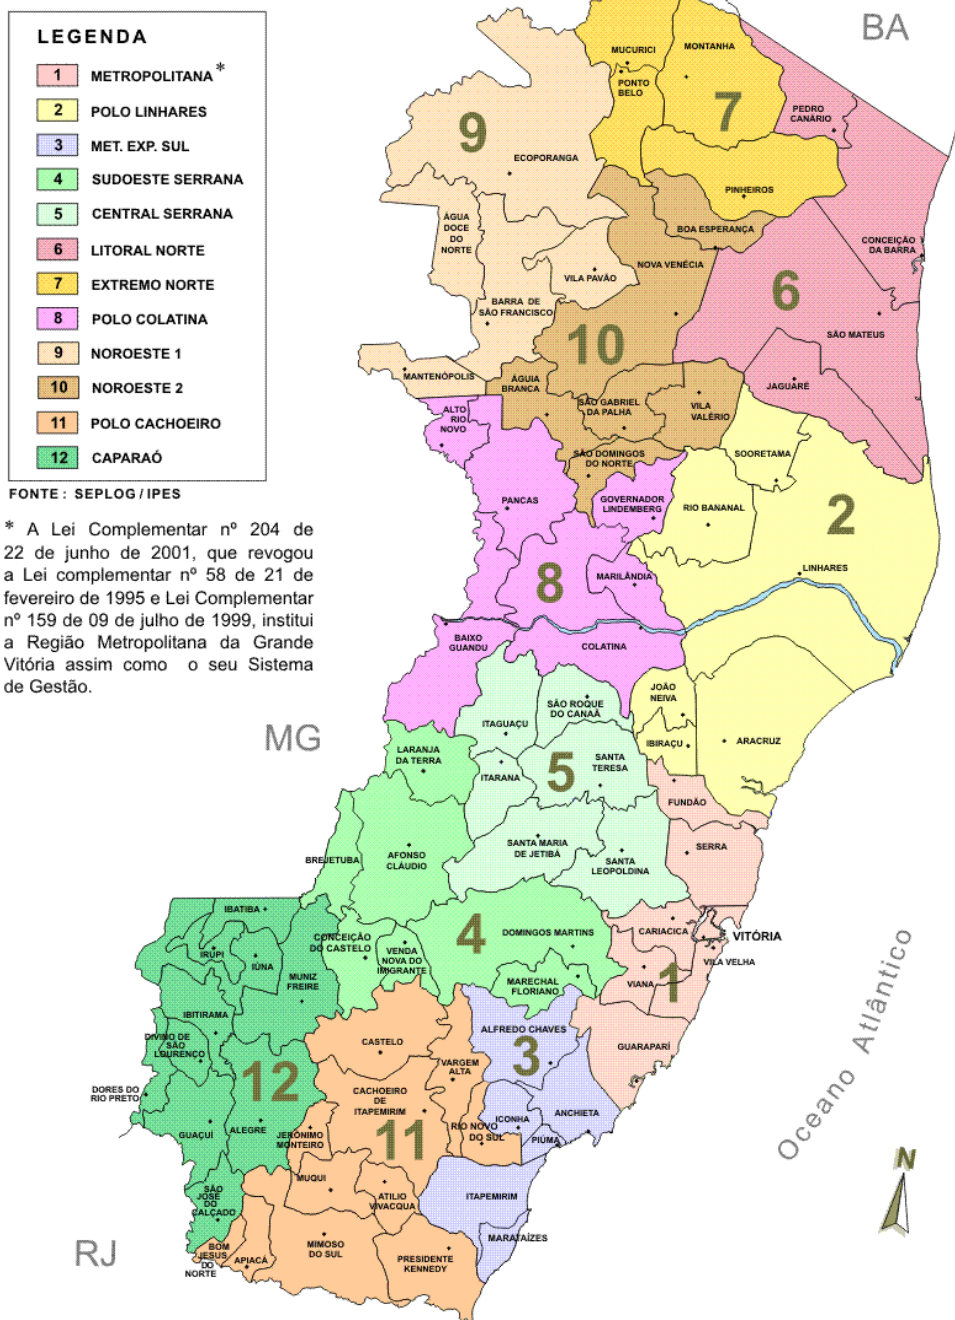 LEGENDA
1 METROPOLITANA *
2 POLO LINHARES
3 MET. EXP. SUL
4 SUDOESTE SERRANA
5 CENTRAL SERRANA
6 LITORAL NORTE
7 EXTREMO NORTE
8 POLO COLATINA
9 NOROESTE 1
10 NOROESTE 2
11 POLO CACHOEIRO
12 CAPARAÓ
FONTE : SEPLOG / IPES
* A Lei Complementar nº 204 de
22 de junho de 2001, que revogou
a Lei complementar nº 58 de 21 de
fevereiro de 1995 e Lei Complementar
nº 159 de 09 de julho de 1999, institui
a Região Metropolitana da Grande
Vitória assim como o seu Sistema
de Gestão.
BA
MUCURICI
MONTANHA
PONTO
BELO
7
PEDRO
CANÁRIO
9
ECOPORANGA
PINHEIROS
ÁGUA
DOCE
DO
NORTE
BOA ESPERANÇA
CONCEIÇÃO
DA BARRA
NOVA VENÉCIA
VILA PAVÃO
6
BARRA DE
SÃO FRANCISCO
10
SÃO MATEUS
MANTENÓPOLIS
ÁGUIA
BRANCA
JAGUARÉ
ALTO
RIO
NOVO
SÃO GABRIEL
DA PALHA
VILA
VALÉRIO
SÃO DOMINGOS
DO NORTE
SOORETAMA
PANCAS
GOVERNADOR
LINDEMBERG
RIO BANANAL
2
8
MARILÂNDIA
LINHARES
BAIXO
GUANDU
COLATINA
JOÃO
NEIVA
SÃO ROQUE
DO CANAÃ
ITAGUAÇU
IBIRAÇU
ARACRUZ
MG
LARANJA
DA TERRA
ITARANA
5
SANTA
TERESA
FUNDÃO
BREJETUBA
AFONSO
CLÁUDIO
SANTA MARIA
DE JETIBÁ
SANTA
LEOPOLDINA
SERRA
IBATIBA
CONCEIÇÃO
DO CASTELO
4
DOMINGOS MARTINS
CARIACICA
VITÓRIA
IRUPI
IÚNA
MUNIZ
FREIRE
VENDA
NOVA DO
IMIGRANTE
MARECHAL
FLORIANO
VIANA
1
VILA VELHA
IBITIRAMA
DIVINO DE
SÃO
LOURENÇO
CASTELO
ALFREDO CHAVES
3
GUARAPARÍ
Oceano Atlântico
DORES DO
RIO PRETO
12
CACHOEIRO
DE
ITAPEMIRIM
VARGEM
ALTA
GUAÇUÍ
ALEGRE
JERÔNIMO
MONTEIRO
11
RIO NOVO
DO SUL
ICONHA
ANCHIETA
PIÚMA
SÃO
JOSÉ
DO
CALÇADO
MUQUI
ATILIO
VIVACQUA
ITAPEMIRIM
N
MARATAÍZES
RJ
BOM
JESUS
DO
NORTE
APIACÁ
MIMOSO
DO SUL
PRESIDENTE
KENNEDY